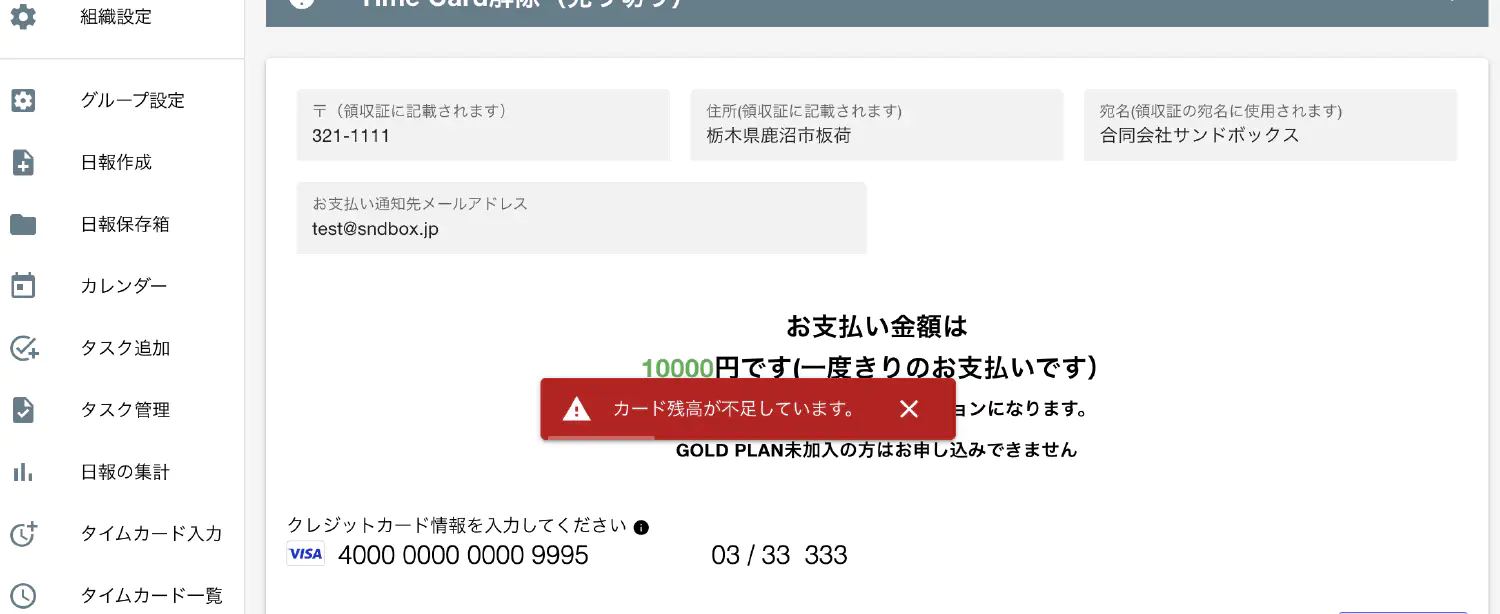 組織設定
グループ設定
日報作成
日報保存箱
カレンダー
タスク追加
タスク管理
日報の集計
タイムカード入力
タイムカード一覧
Time Card解除（売り切り）
〒（領収証に記載されます）
321-1111
住所(領収証に記載されます)
栃木県鹿沼市板荷
宛名(領収証の宛名に使用されます)
合同会社サンドボックス
お支払い通知先メールアドレス
test@sndbox.jp
お支払い金額は
10000円です(一度きりのお支払いです）
カード残高が不足しています。
ョンになります。
GOLD PLAN未加入の方はお申し込みできません
クレジットカード情報を入力してください
VISA 4000 0000 0000 9995 03 / 33 333